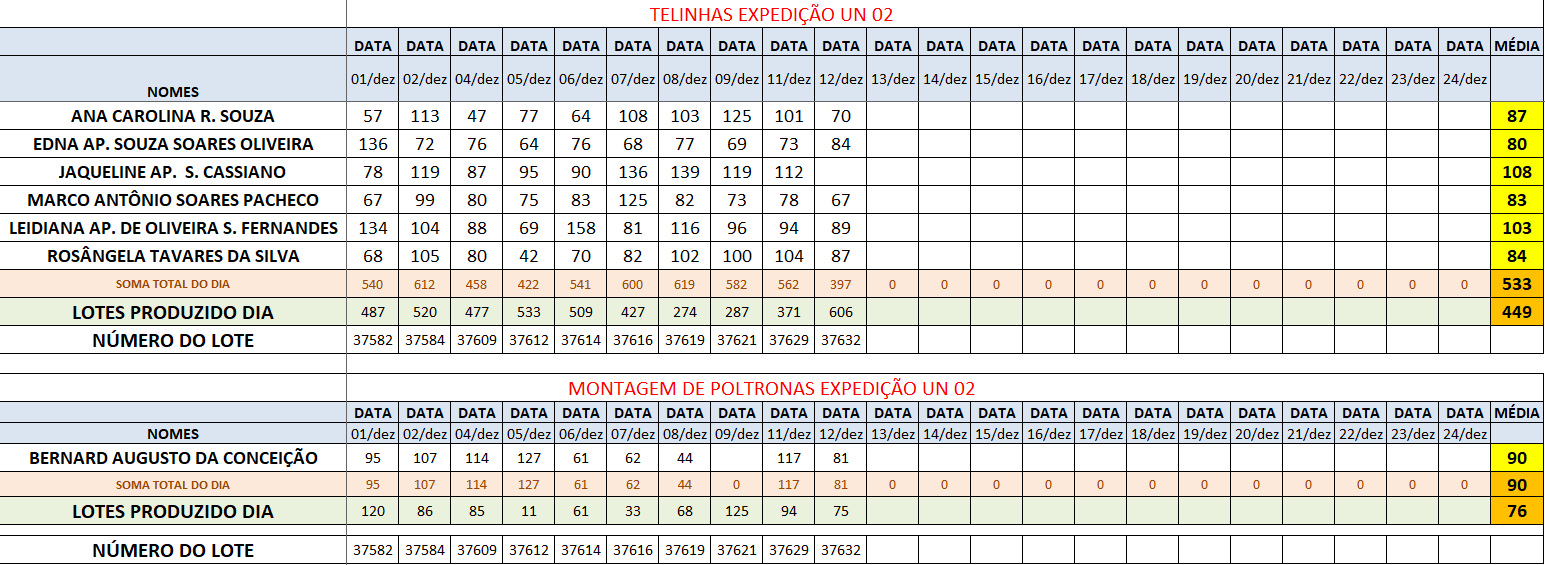 TELINHAS EXPEDIÇÃO UN 02
DATA DATA DATA DATA DATA DATA DATA DATA DATA DATA DATA DATA DATA DATA DATA DATA DATA DATA DATA DATA DATA DATA MÉDIA
NOMES 01/dez 02/dez 04/dez 05/dez 06/dez 07/dez 08/dez 09/dez 11/dez 12/dez 13/dez 14/dez 15/dez 16/dez 17/dez 18/dez 19/dez 20/dez 21/dez 22/dez 23/dez 24/dez
ANA CAROLINA R. SOUZA 57 113 47 77 64 108 103 125 101 70 87
EDNA AP. SOUZA SOARES OLIVEIRA 136 72 76 64 76 68 77 69 73 84 80
JAQUELINE AP. S. CASSIANO 78 119 87 95 90 136 139 119 112 108
MARCO ANTÔNIO SOARES PACHECO 67 99 80 75 83 125 82 73 78 67 83
LEIDIANA AP. DE OLIVEIRA S. FERNANDES 134 104 88 69 158 81 116 96 94 89 103
ROSÂNGELA TAVARES DA SILVA 68 105 80 42 70 82 102 100 104 87 84
SOMA TOTAL DO DIA 540 612 458 422 541 600 619 582 562 397 0 0 0 0 0 0 0 0 0 0 0 0 533
LOTES PRODUZIDO DIA 487 520 477 533 509 427 274 287 371 606 449
NÚMERO DO LOTE 37582 37584 37609 37612 37614 37616 37619 37621 37629 37632
MONTAGEM DE POLTRONAS EXPEDIÇÃO UN 02
DATA DATA DATA DATA DATA DATA DATA DATA DATA DATA DATA DATA DATA DATA DATA DATA DATA DATA DATA DATA DATA DATA MÉDIA
NOMES 01/dez 02/dez 04/dez 05/dez 06/dez 07/dez 08/dez 09/dez 11/dez 12/dez 13/dez 14/dez 15/dez 16/dez 17/dez 18/dez 19/dez 20/dez 21/dez 22/dez 23/dez 24/dez
BERNARD AUGUSTO DA CONCEIÇÃO 95 107 114 127 61 62 44 117 81 90
SOMA TOTAL DO DIA 95 107 114 127 61 62 44 0 117 81 0 0 0 0 0 0 0 0 0 0 0 0 90
LOTES PRODUZIDO DIA 120 86 85 11 61 33 68 125 94 75 76
NÚMERO DO LOTE 37582 37584 37609 37612 37614 37616 37619 37621 37629 37632